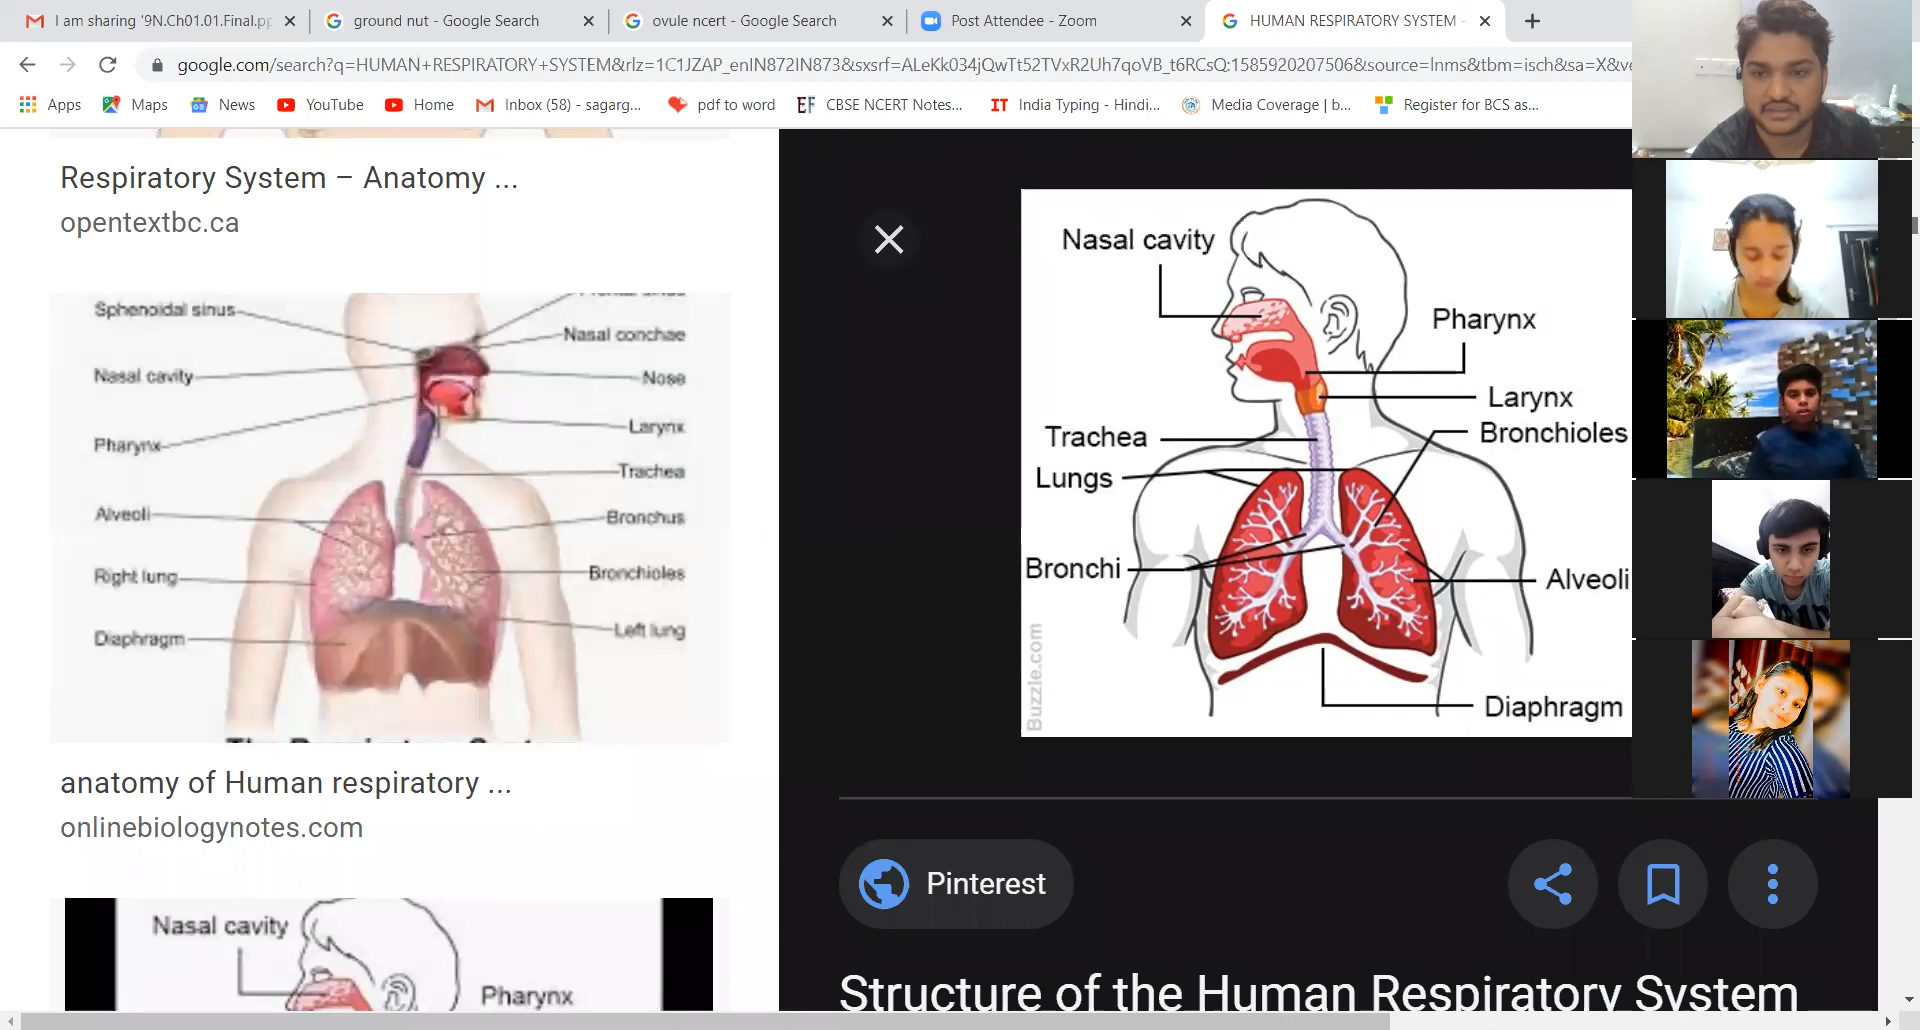 I am sharing '9N.Ch01.01.Final.pp
ground nut - Google Search
ovule ncert - Google Search
Post Attendee - Zoom
HUMAN RESPIRATORY SYSTEM -
google.com/search?q=HUMAN+RESPIRATORY+SYSTEM&rlz=1C1JZAP_enIN872IN873&sxsrf=ALeKk034jQwTt52TVxR2Uh7qoVB_t6RCsQ:1585920207506&source=lnms&tbm=isch&sa=X&ve
Apps
Maps
News
YouTube
Home
Inbox (58) - sagarg...
pdf to word
EF CBSE NCERT Notes...
IT India Typing - Hindi...
Media Coverage | b...
Register for BCS as...
Respiratory System – Anatomy ...
opentextbc.ca
Sphenoidal sinus
Nasal conchae
Nasal cavity
Nose
Larynx
Pharynx
Trachea
Alveoli
Bronchus
Right lung
Bronchioles
Left lung
Diaphragm
anatomy of Human respiratory ...
onlinebiologynotes.com
Nasal cavity
Pharynx
Nasal cavity
Pharynx
Larynx
Bronchioles
Trachea
Lungs
Bronchi
Alveoli
Diaphragm
Buzzle.com
Pinterest
Structure of the Human Respiratory System